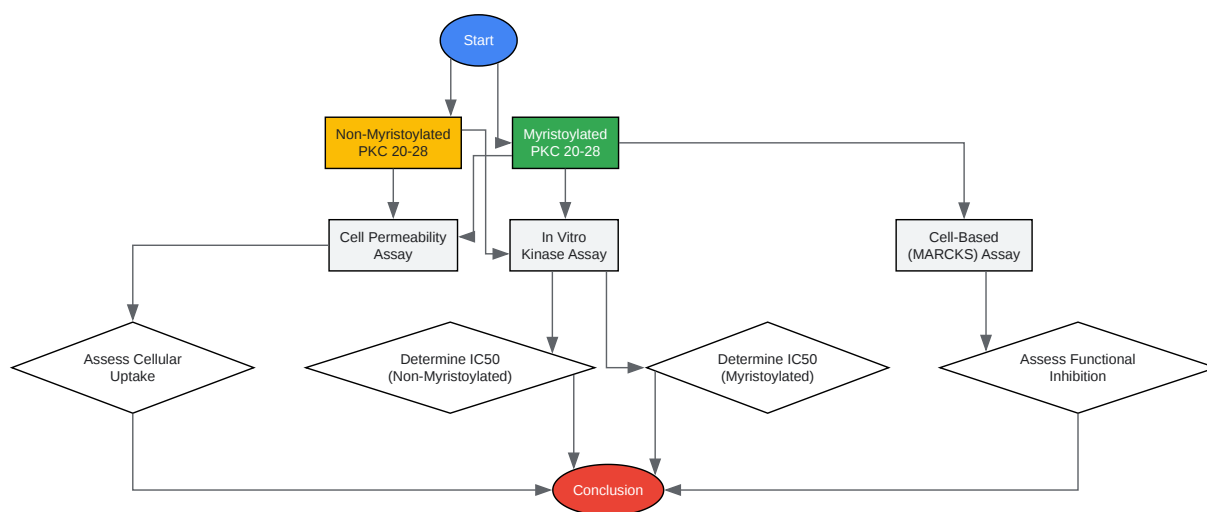 Start
Non-Myristoylated
PKC 20-28
Myristoylated
PKC 20-28
Cell Permeability
Assay
In Vitro
Kinase Assay
Cell-Based
(MARCKS) Assay
Assess Cellular
Uptake
Determine IC50
(Non-Myristoylated)
Determine IC50
(Myristoylated)
Assess Functional
Inhibition
Conclusion